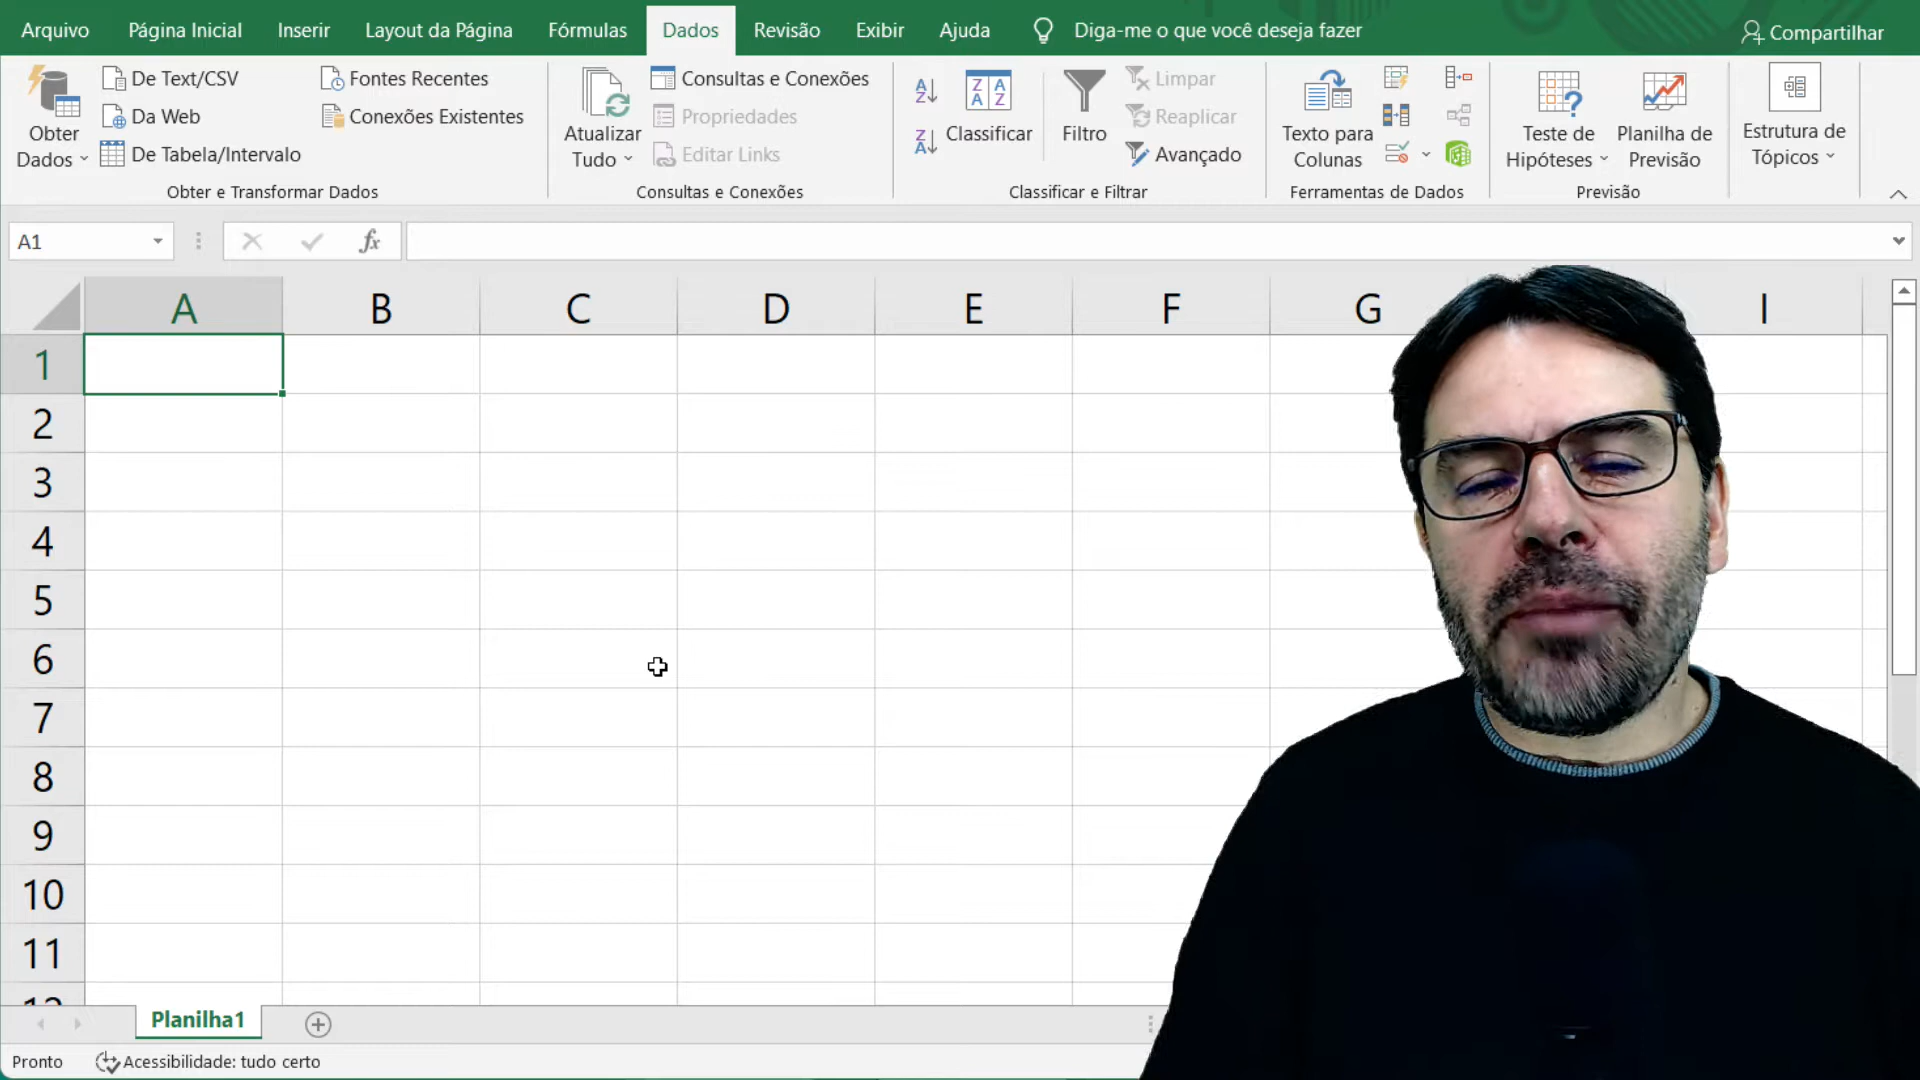 Arquivo Página Inicial Inserir Layout da Página Fórmulas Dados Revisão Exibir Ajuda Diga-me o que você deseja fazer Compartilhar
Obter Dados
De Text/CSV
Da Web
De Tabela/Intervalo
Fontes Recentes
Conexões Existentes
Obter e Transformar Dados
Atualizar
Tudo
Consultas e Conexões
Propriedades
Editar Links
Consultas e Conexões
Classificar
Filtro
Limpar
Reaplicar
Avançado
Classificar e Filtrar
Texto para
Colunas
Ferramentas de Dados
Teste de
Hipóteses
Planilha de
Previsão
Previsão
Estrutura de
Tópicos
A1
fx
A B C D E F G I
1
2
3
4
5
6
7
8
9
10
11
12
Planilha1
Pronto Acessibilidade: tudo certo